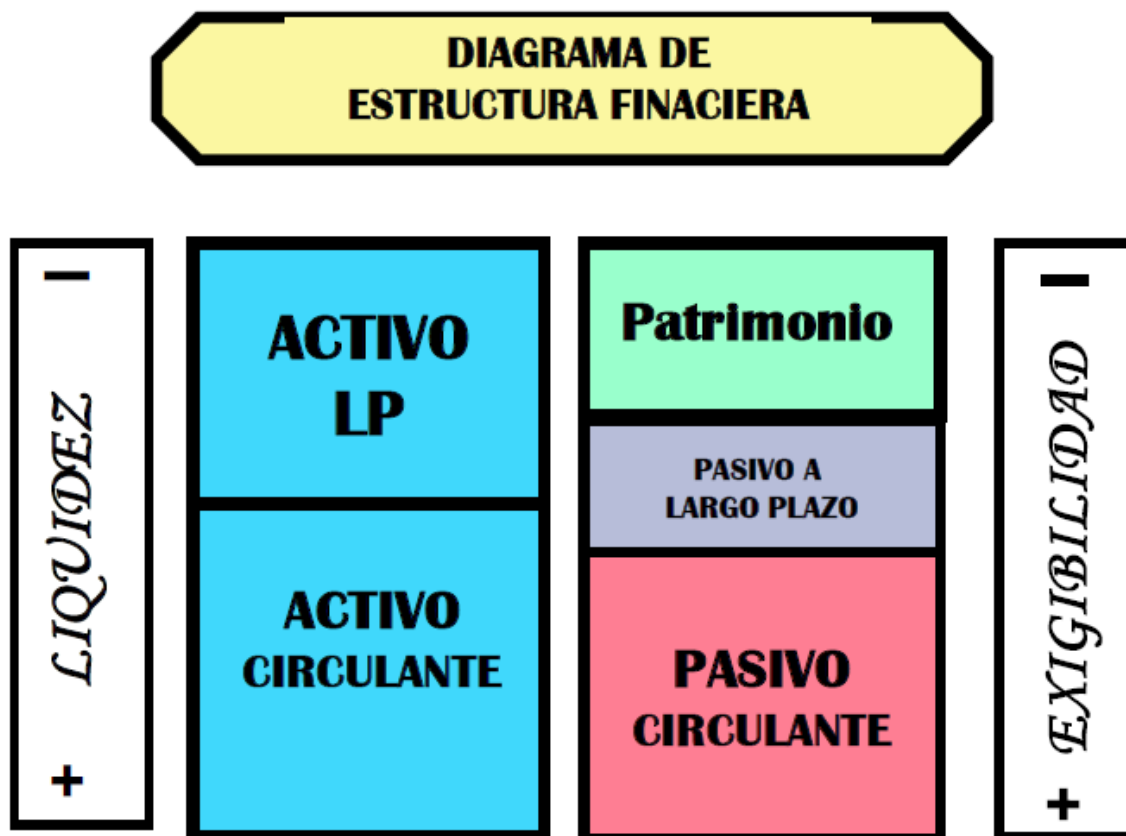 DIAGRAMA DE
ESTRUCTURA FINACIERA
–
LIQUIDEZ
+
ACTIVO
LP
ACTIVO
CIRCULANTE
Patrimonio
PASIVO A
LARGO PLAZO
PASIVO
CIRCULANTE
–
EXIGIBILIDAD
+